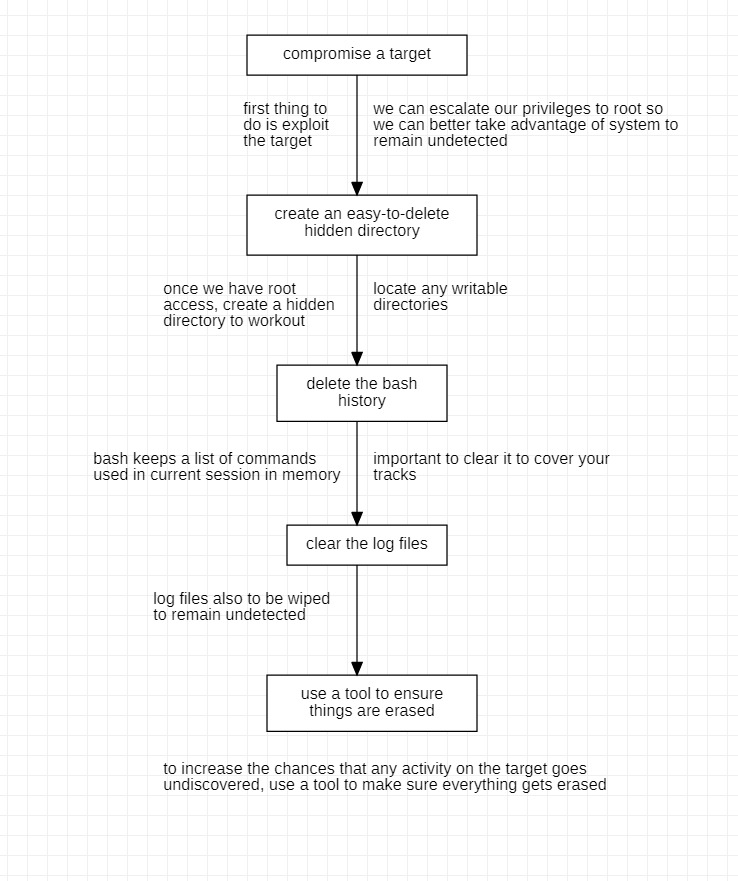 compromise a target
first thing to
do is exploit
the target
we can escalate our privileges to root so
we can better take advantage of system to
remain undetected
create an easy-to-delete
hidden directory
once we have root
access, create a hidden
directory to workout
locate any writable
directories
delete the bash
history
bash keeps a list of commands
used in current session in memory
important to clear it to cover your
tracks
clear the log files
log files also to be wiped
to remain undetected
use a tool to ensure
things are erased
to increase the chances that any activity on the target goes
undiscovered, use a tool to make sure everything gets erased